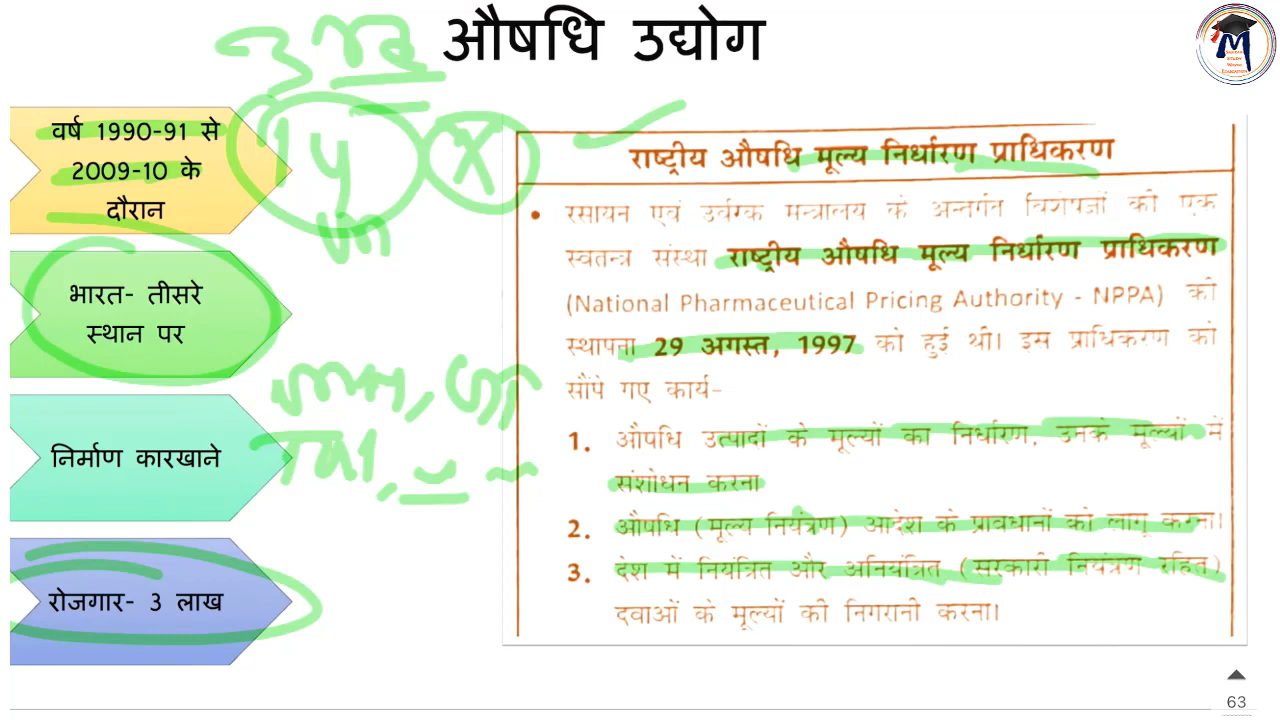 औषधि उद्योग
वर्ष 1990-91 से
2009-10 के
दौरान
भारत- तीसरे
स्थान पर
निर्माण कारखाने
रोजगार- 3 लाख
राष्ट्रीय औषधि मूल्य निर्धारण प्राधिकरण
• रसायन एवं उर्वरक मन्त्रालय के अन्तर्गत विशेषज्ञों की एक
स्वतन्त्र संस्था राष्ट्रीय औषधि मूल्य निर्धारण प्राधिकरण
(National Pharmaceutical Pricing Authority - NPPA) की
स्थापना 29 अगस्त, 1997 को हुई थी। इस प्राधिकरण को
सौंपे गए कार्य-
1. औषधि उत्पादों के मूल्यों का निर्धारण, उनके मूल्यों में
संशोधन करना
2. औषधि (मूल्य नियंत्रण) आदेश के प्रावधानों को लागू करना।
3. देश में नियंत्रित और अनियंत्रित (सरकारी नियंत्रण रहित)
दवाओं के मूल्यों की निगरानी करना।
63